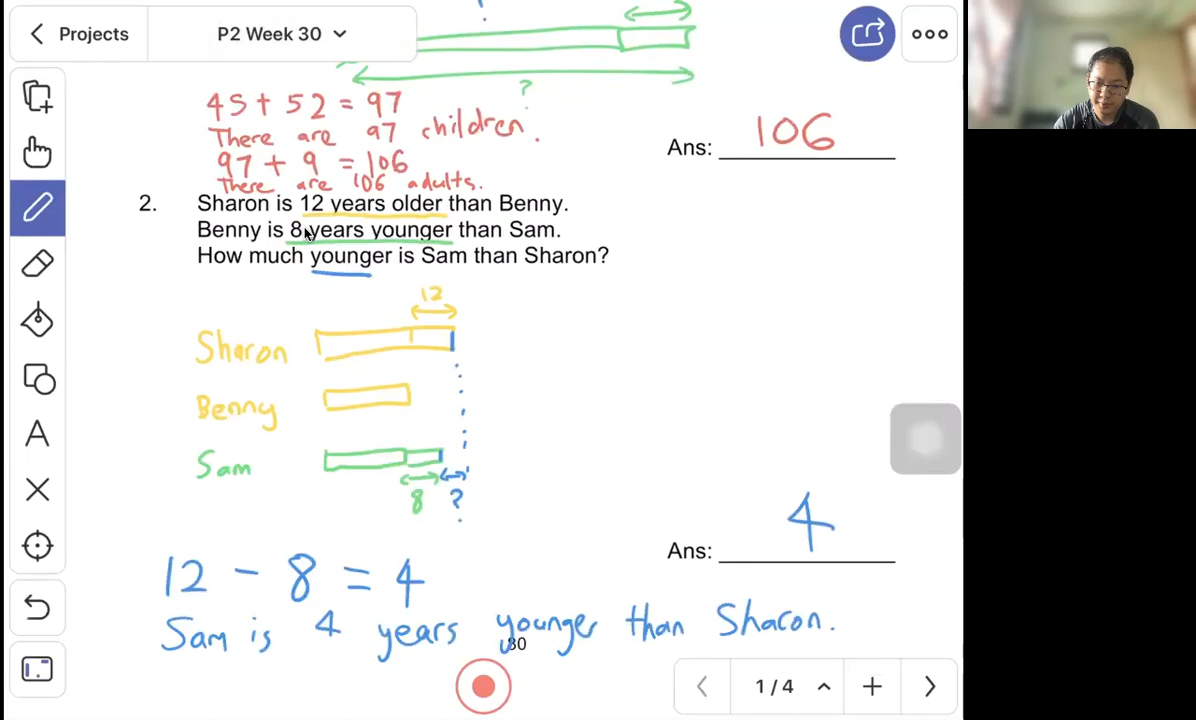 Projects
P2 Week 30
?
?
45 + 52 = 97
There are 97 children.
97 + 9 = 106
There are 106 adults.
Ans: 106
2. Sharon is 12 years older than Benny.
Benny is 8 years younger than Sam.
How much younger is Sam than Sharon?
12
Sharon
Benny
Sam
8 ?
Ans: 4
12 - 8 = 4
Sam is 4 years younger than Sharon.
30
1 / 4